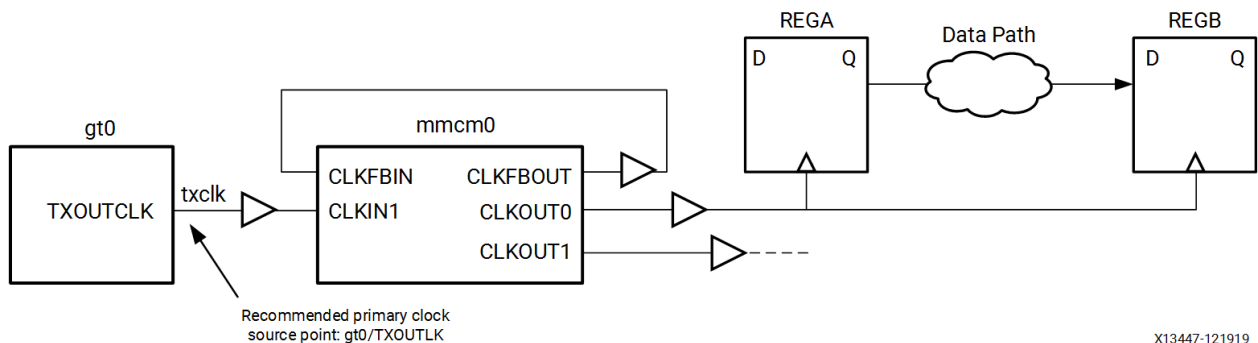 REGA
REGB
Data Path
D
Q
D
Q
gt0
mmcm0
txclk
TXOUTCLK
CLKFBIN
CLKFBOUT
CLKIN1
CLKOUT0
CLKOUT1
Recommended primary clock
source point: gt0/TXOUTLK
X13447-121919